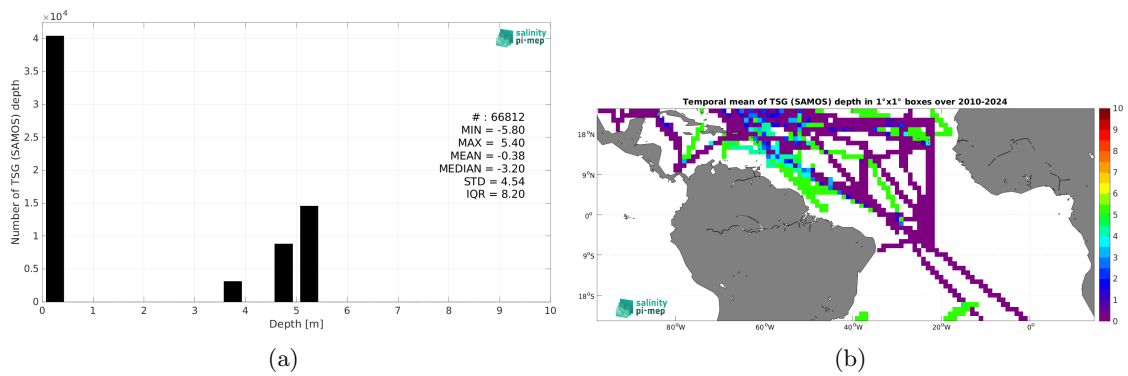 ×10⁴
4
3.5
3
2.5
2
1.5
1
0.5
0
0 1 2 3 4 5 6 7 8 9 10
Number of TSG (SAMOS) depth
Depth [m]
salinity
pi-mep
# : 66812
MIN = -5.80
MAX = 5.40
MEAN = -0.38
MEDIAN = -3.20
STD = 4.54
IQR = 8.20
(a)
Temporal mean of TSG (SAMOS) depth in 1°x1° boxes over 2010-2024
18°N
9°N
0°
9°S
18°S
80°W 60°W 40°W 20°W 0°
salinity
pi-mep
10
9
8
7
6
5
4
3
2
1
0
(b)